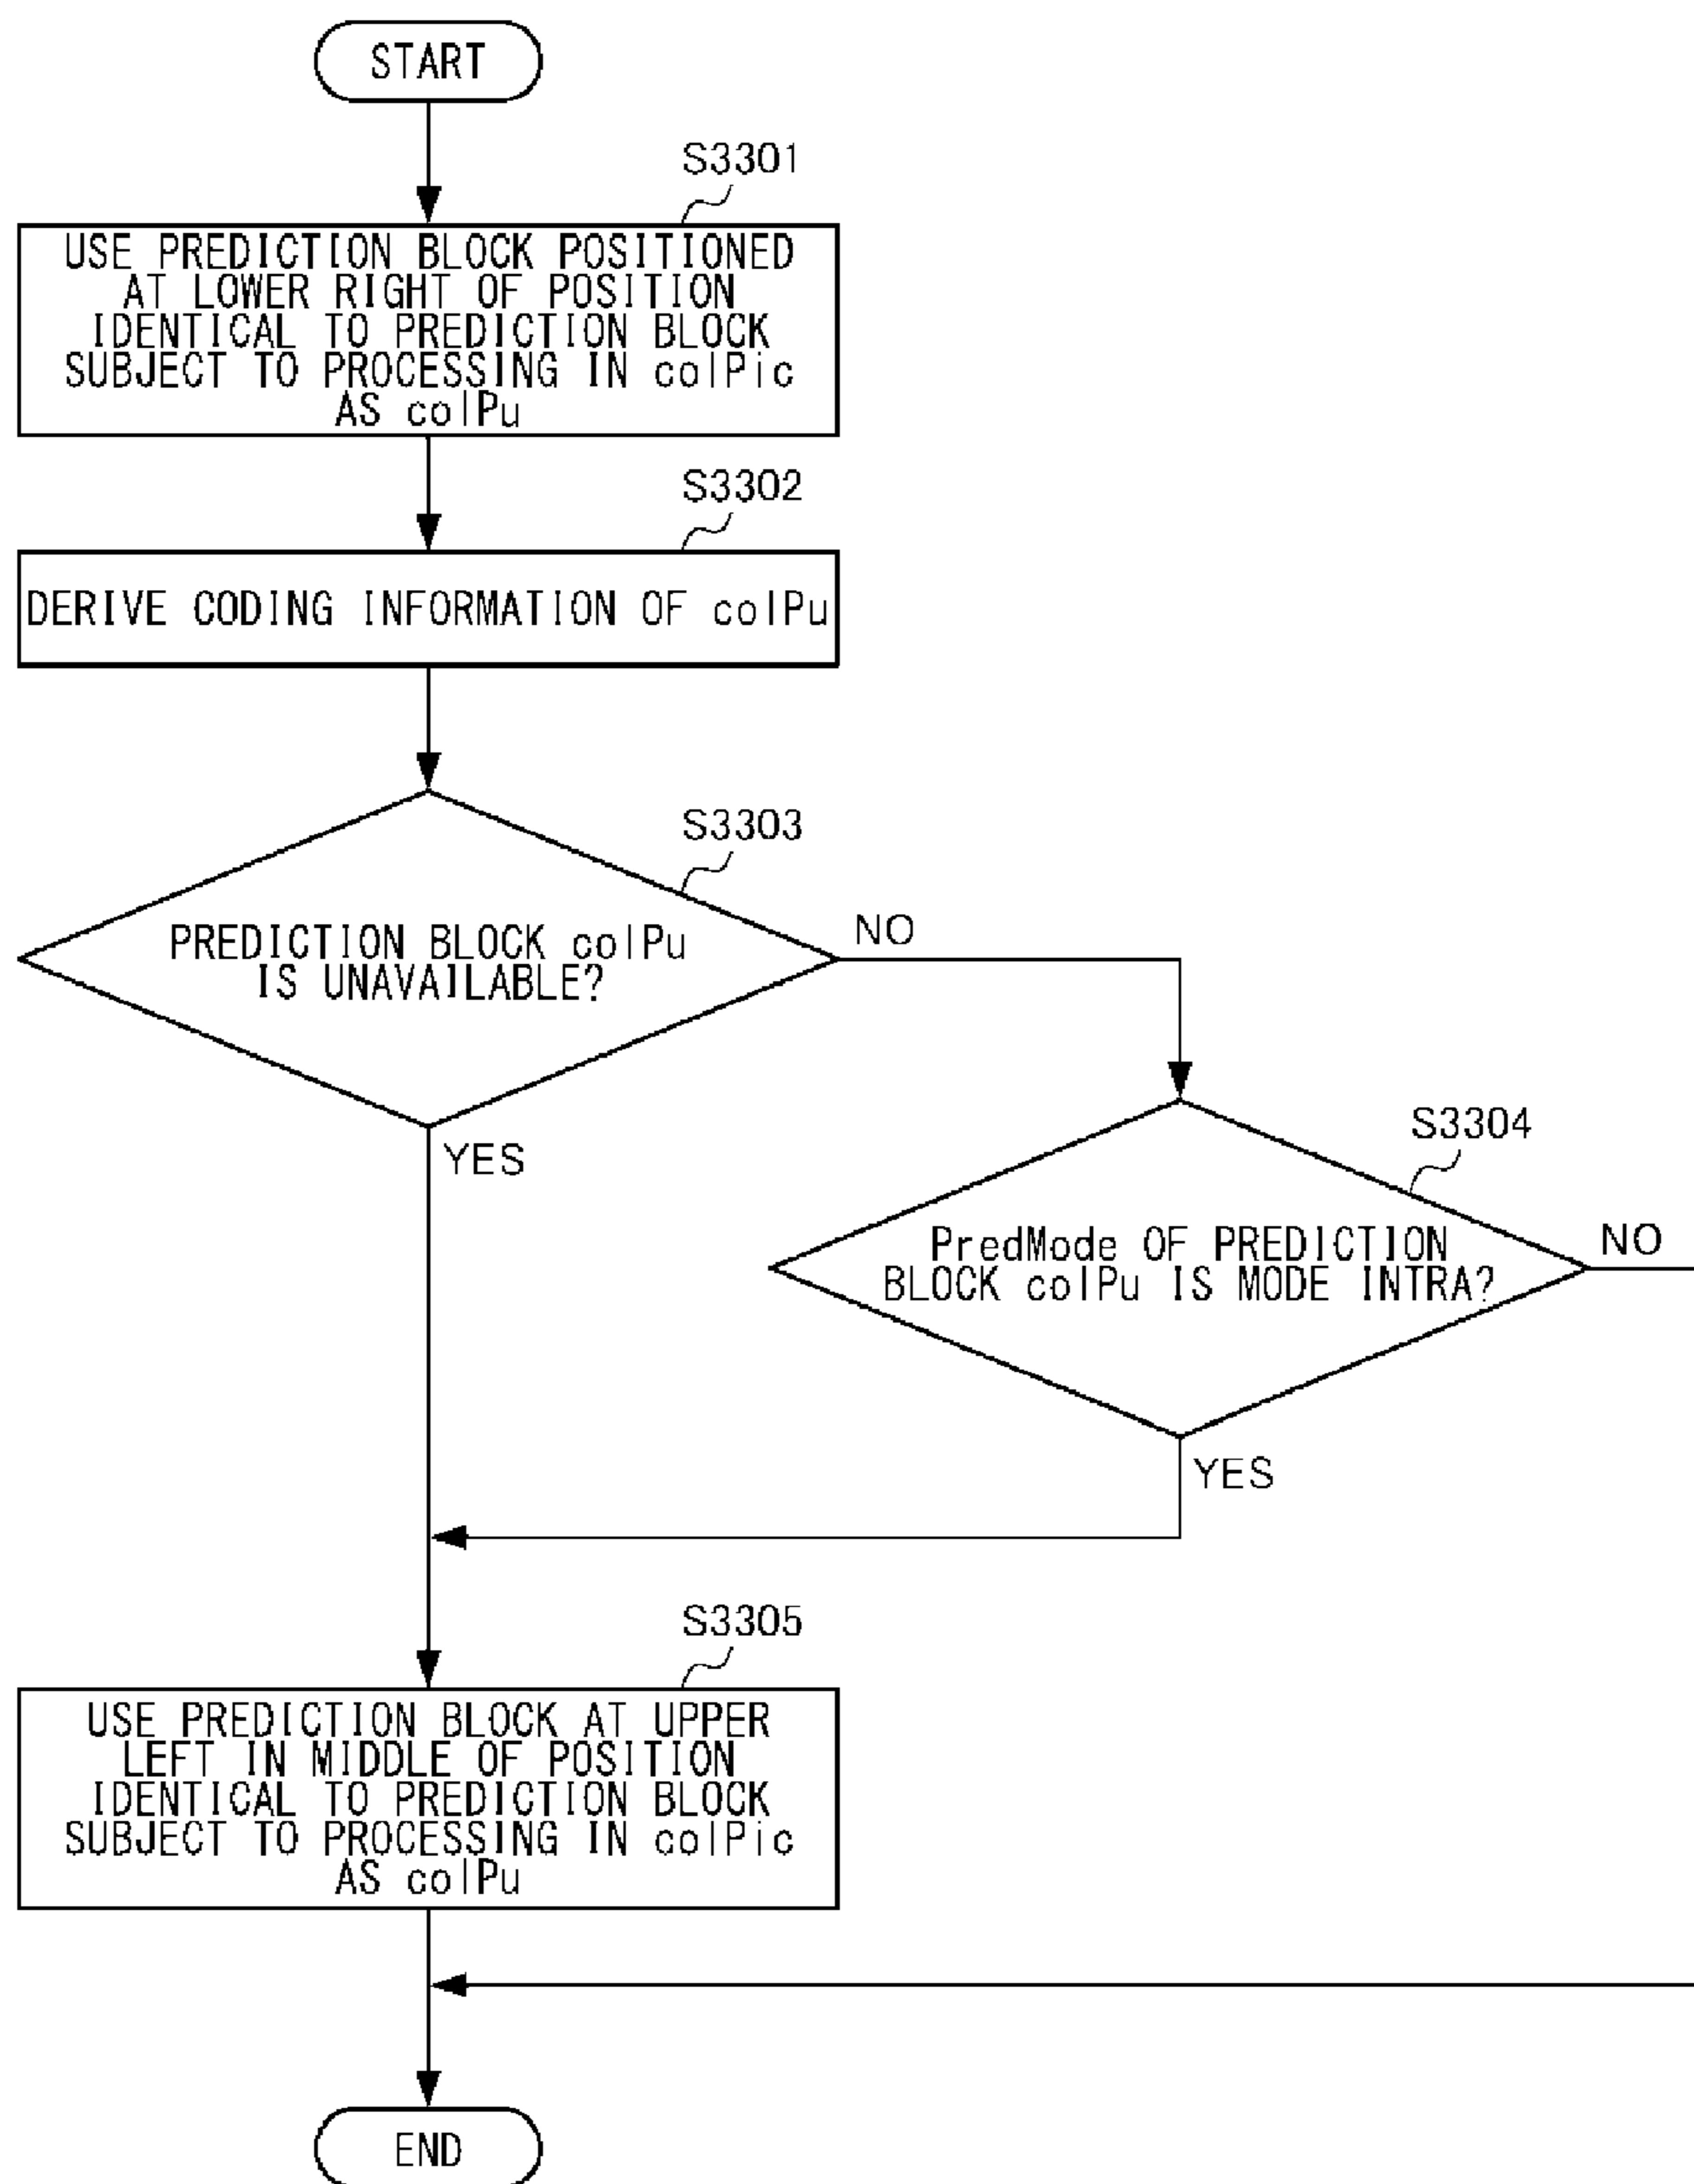 START
S3301
USE PREDICTION BLOCK POSITIONED
AT LOWER RIGHT OF POSITION
IDENTICAL TO PREDICTION BLOCK
SUBJECT TO PROCESSING IN colPic
AS colPu
S3302
DERIVE CODING INFORMATION OF colPu
S3303
PREDICTION BLOCK colPu
IS UNAVAILABLE?
NO
YES
S3304
PredMode OF PREDICTION
BLOCK colPu IS MODE INTRA?
NO
YES
S3305
USE PREDICTION BLOCK AT UPPER
LEFT IN MIDDLE OF POSITION
IDENTICAL TO PREDICTION BLOCK
SUBJECT TO PROCESSING IN colPic
AS colPu
END